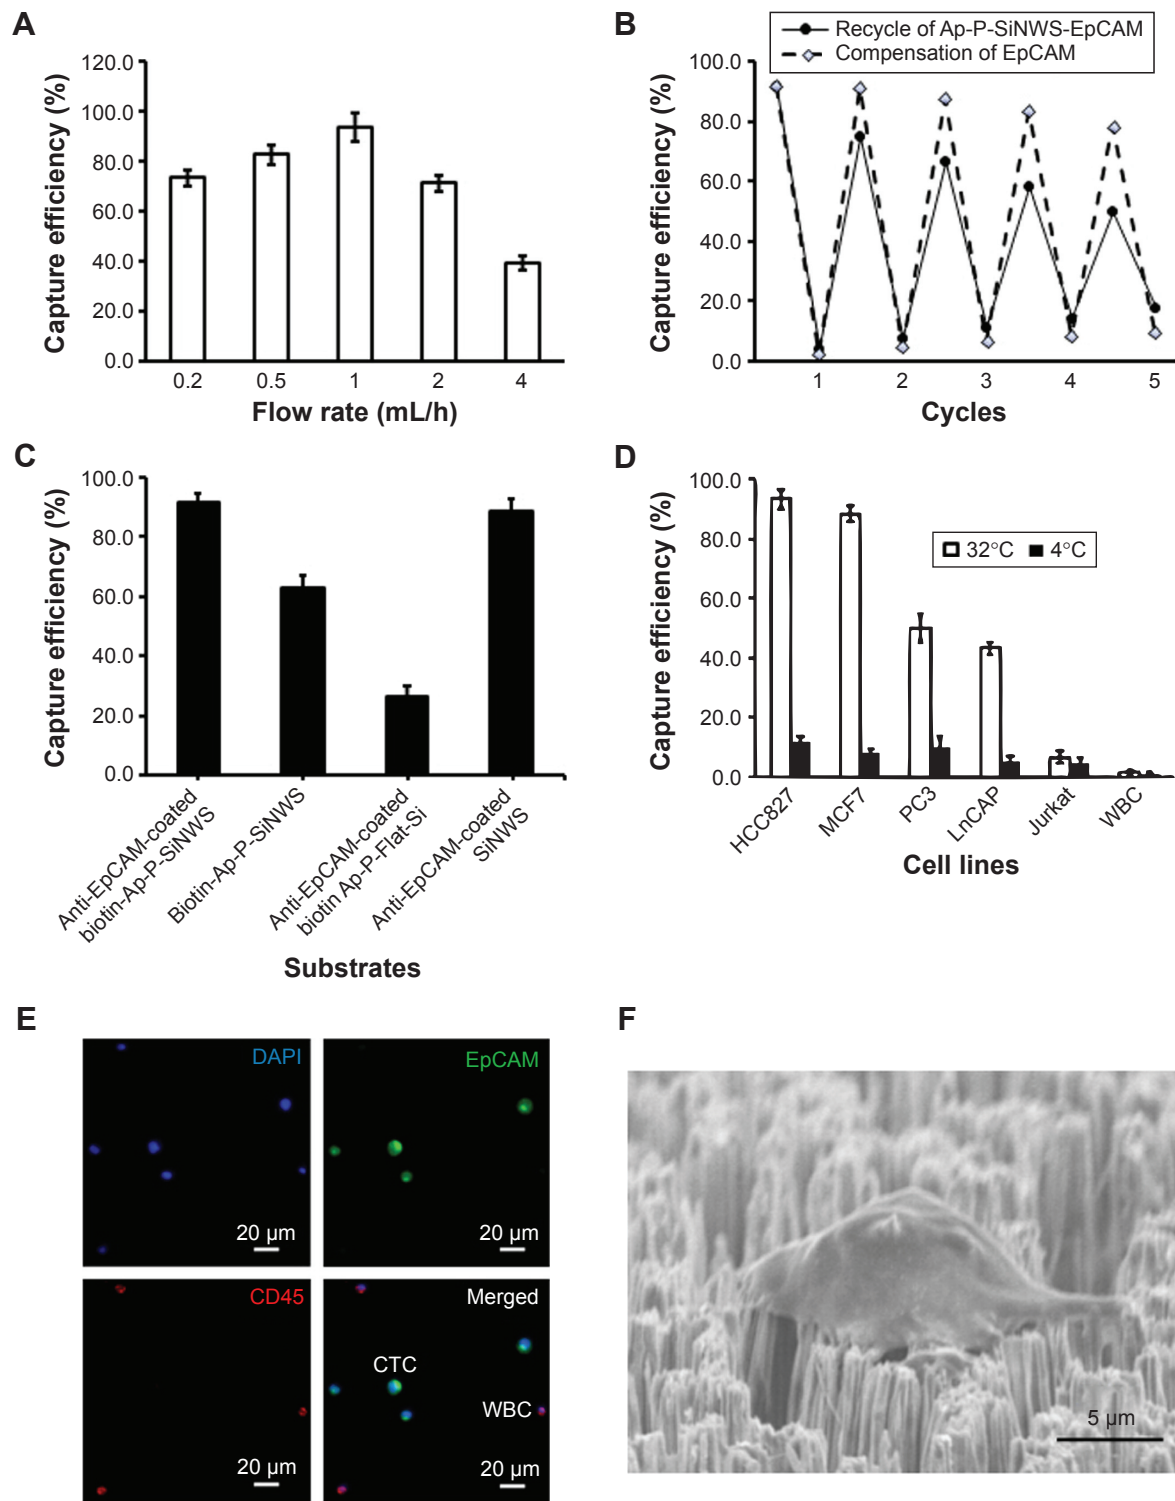 A
Capture efficiency (%)
120.0
100.0
80.0
60.0
40.0
20.0
0.0
0.2 0.5 1 2 4
Flow rate (mL/h)
B
Recycle of Ap-P-SiNWS-EpCAM
Compensation of EpCAM
Capture efficiency (%)
100.0
80.0
60.0
40.0
20.0
0.0
1 2 3 4 5
Cycles
C
Capture efficiency (%)
100.0
80.0
60.0
40.0
20.0
0.0
Anti-EpCAM-coated
biotin-Ap-P-SiNWS
Biotin-Ap-P-SiNWS
Anti-EpCAM-coated
biotin Ap-P-Flat-Si
Anti-EpCAM-coated
SiNWS
Substrates
D
Capture efficiency (%)
100.0
80.0
60.0
40.0
20.0
0.0
32°C 4°C
HCC827
MCF7
PC3
LnCAP
Jurkat
WBC
Cell lines
E
DAPI
20 µm
EpCAM
20 µm
CD45
20 µm
Merged
CTC
WBC
20 µm
F
5 µm